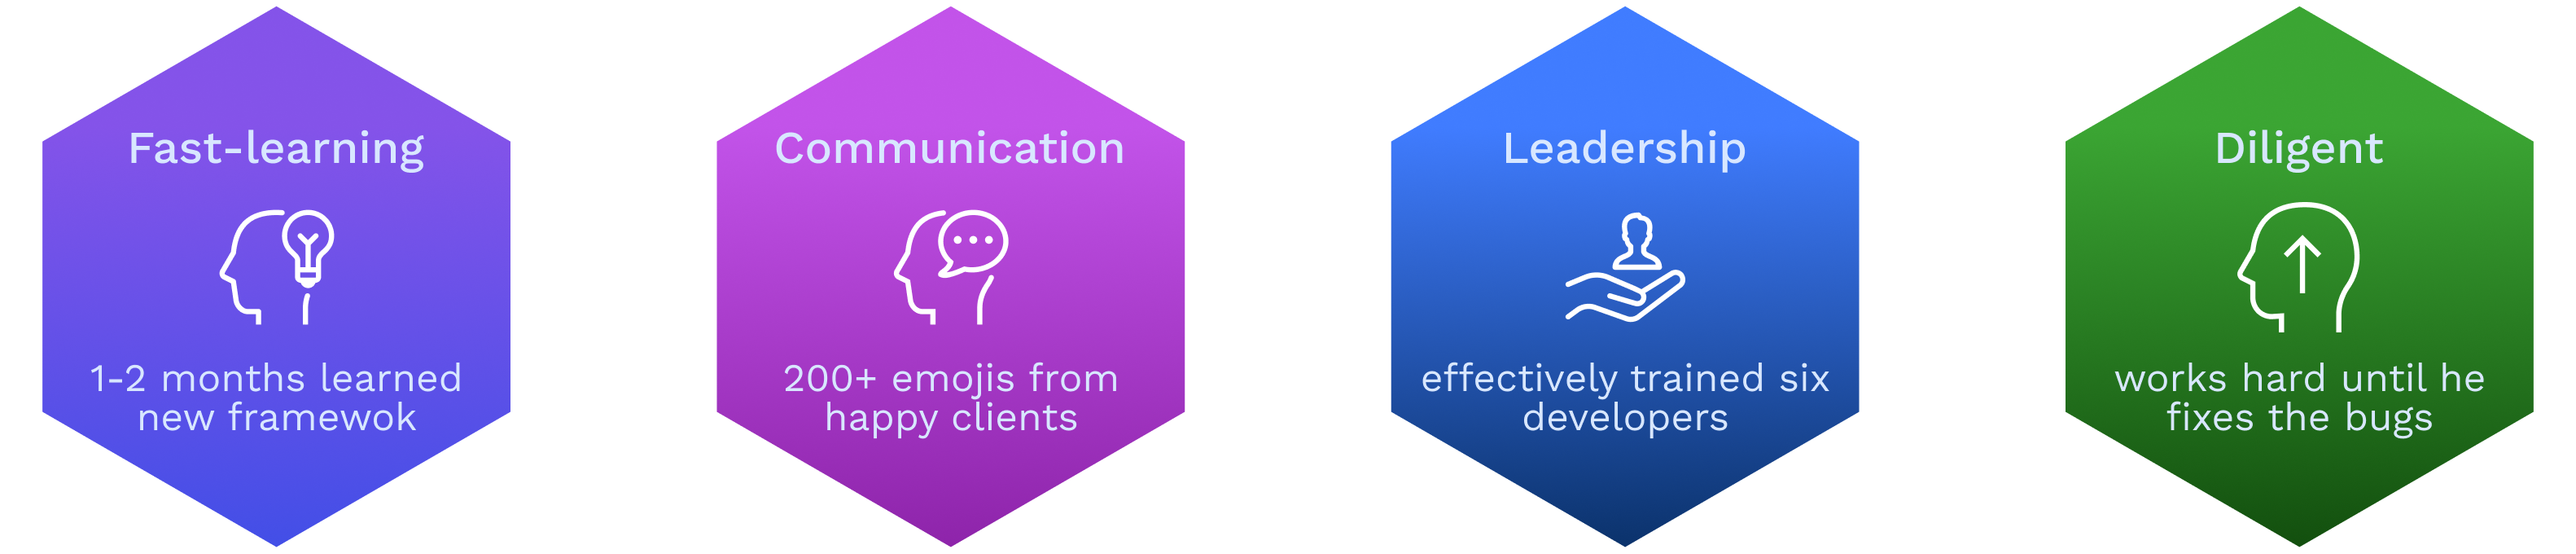 Fast-learning
1-2 months learned
new framewok
Communication
200+ emojis from
happy clients
Leadership
effectively trained six
developers
Diligent
works hard until he
fixes the bugs